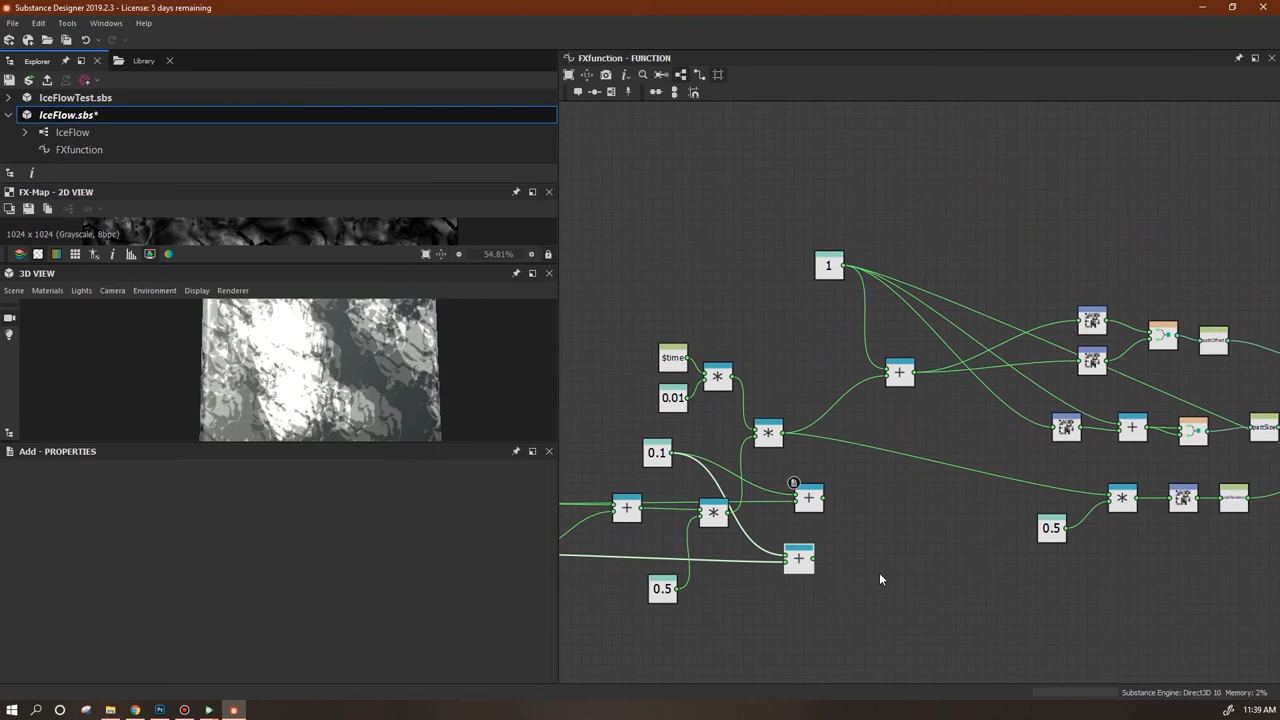 Substance Designer 2019.2.3 - License: 5 days remaining
File Edit Tools Windows Help
Explorer Library
IceFlowTest.sbs
IceFlow.sbs*
IceFlow
FXfunction
FX-Map - 2D VIEW
uv
1024 x 1024 (Grayscale, 8bpc)
54.81%
3D VIEW
Scene Materials Lights Camera Environment Display Renderer
Add - PROPERTIES
FXfunction - FUNCTION
1
$time
*
0.01
+
*
0.1
+
+
*
+
0.5
+
*
0.5
Substance Engine: Direct3D 10 Memory: 2%
11:39 AM